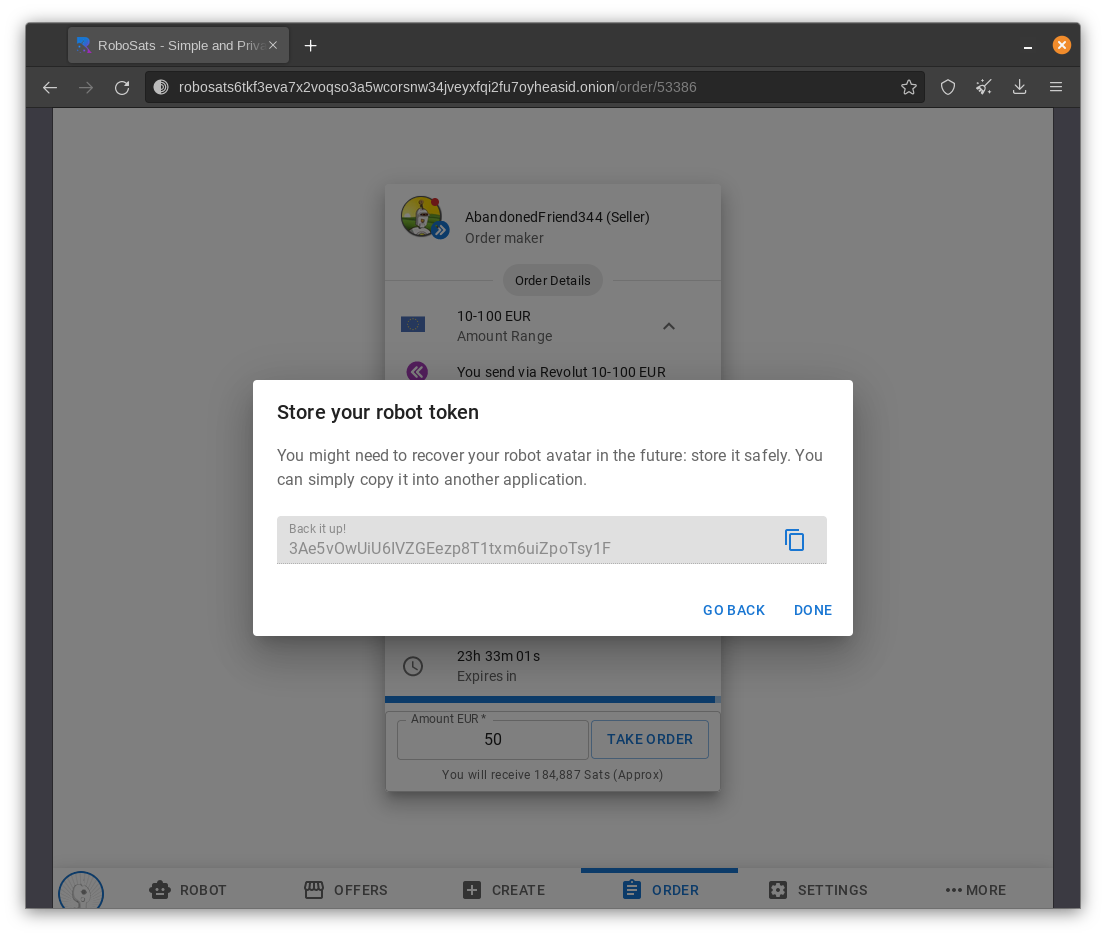 RoboSats - Simple and Priva
robosats6tkf3eva7x2voqso3a5wcorsnw34jveyxfqi2fu7oyheasid.onion/order/53386
AbandonedFriend344 (Seller)
Order maker
Order Details
10-100 EUR
Amount Range
You send via Revolut 10-100 EUR
Store your robot token
You might need to recover your robot avatar in the future: store it safely. You
can simply copy it into another application.
Back it up!
3Ae5vOwUiU6IVZGEezp8T1txm6uiZpoTsy1F
GO BACK DONE
23h 33m 01s
Expires in
Amount EUR *
50
TAKE ORDER
You will receive 184,887 Sats (Approx)
ROBOT OFFERS CREATE ORDER SETTINGS MORE